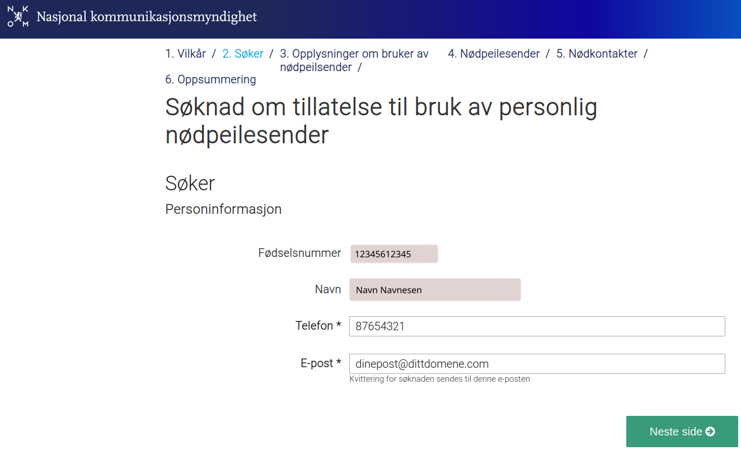 N K O M Nasjonal kommunikasjonsmyndighet
1. Vilkår / 2. Søker / 3. Opplysninger om bruker av nødpeilsender / 4. Nødpeilesender / 5. Nødkontakter /
6. Oppsummering
Søknad om tillatelse til bruk av personlig
nødpeilesender
Søker
Personinformasjon
Fødselsnummer 12345612345
Navn Navn Navnesen
Telefon * 87654321
E-post * dinepost@dittdomene.com
Kvittering for søknaden sendes til denne e-posten
Neste side